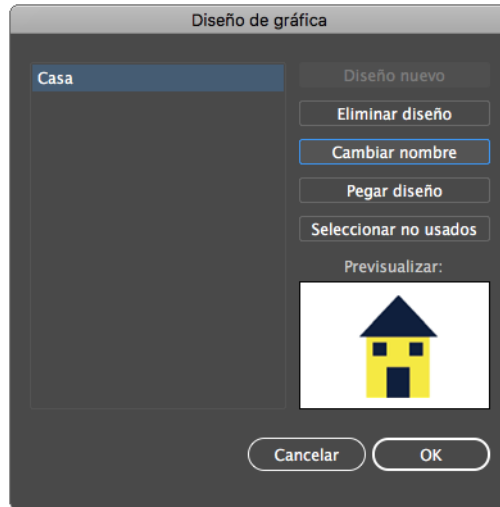 Diseño de gráfica
Casa
Diseño nuevo
Eliminar diseño
Cambiar nombre
Pegar diseño
Seleccionar no usados
Previsualizar:
Cancelar
OK